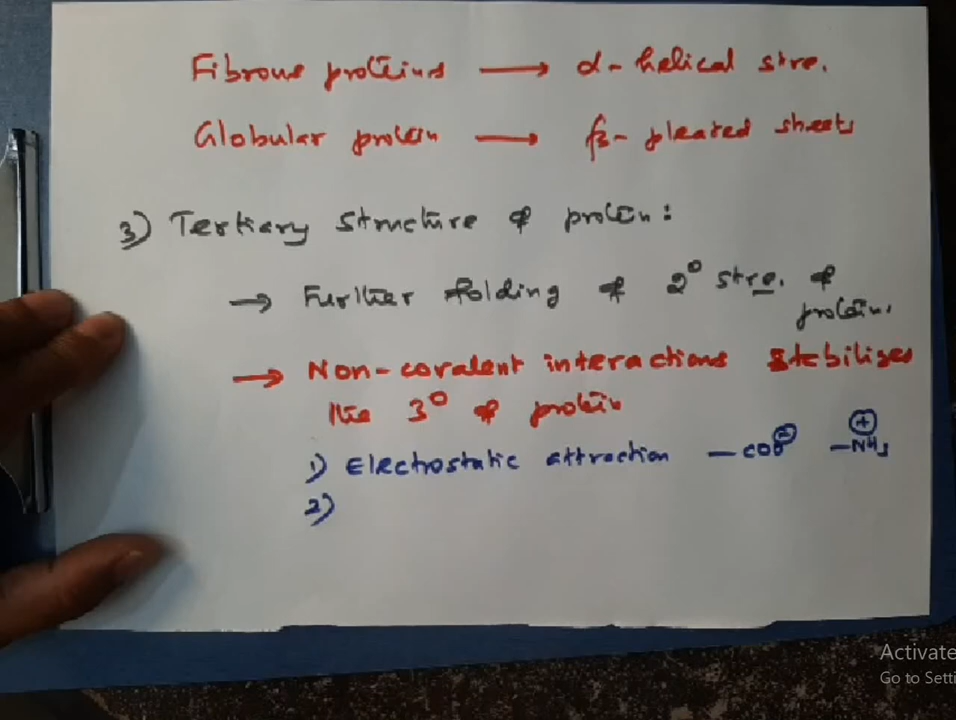 Fibrous proteins → α-helical stre.
Globular protein → β-pleated sheets
3) Tertiary structure of protein:
→ Further folding of 2° stre. of
protein.
→ Non-covalent interactions stabilizes
the 3° of protein
1) Electrostatic attraction —COO⊖ —NH₃⊕
2)
Activate
Go to Setti